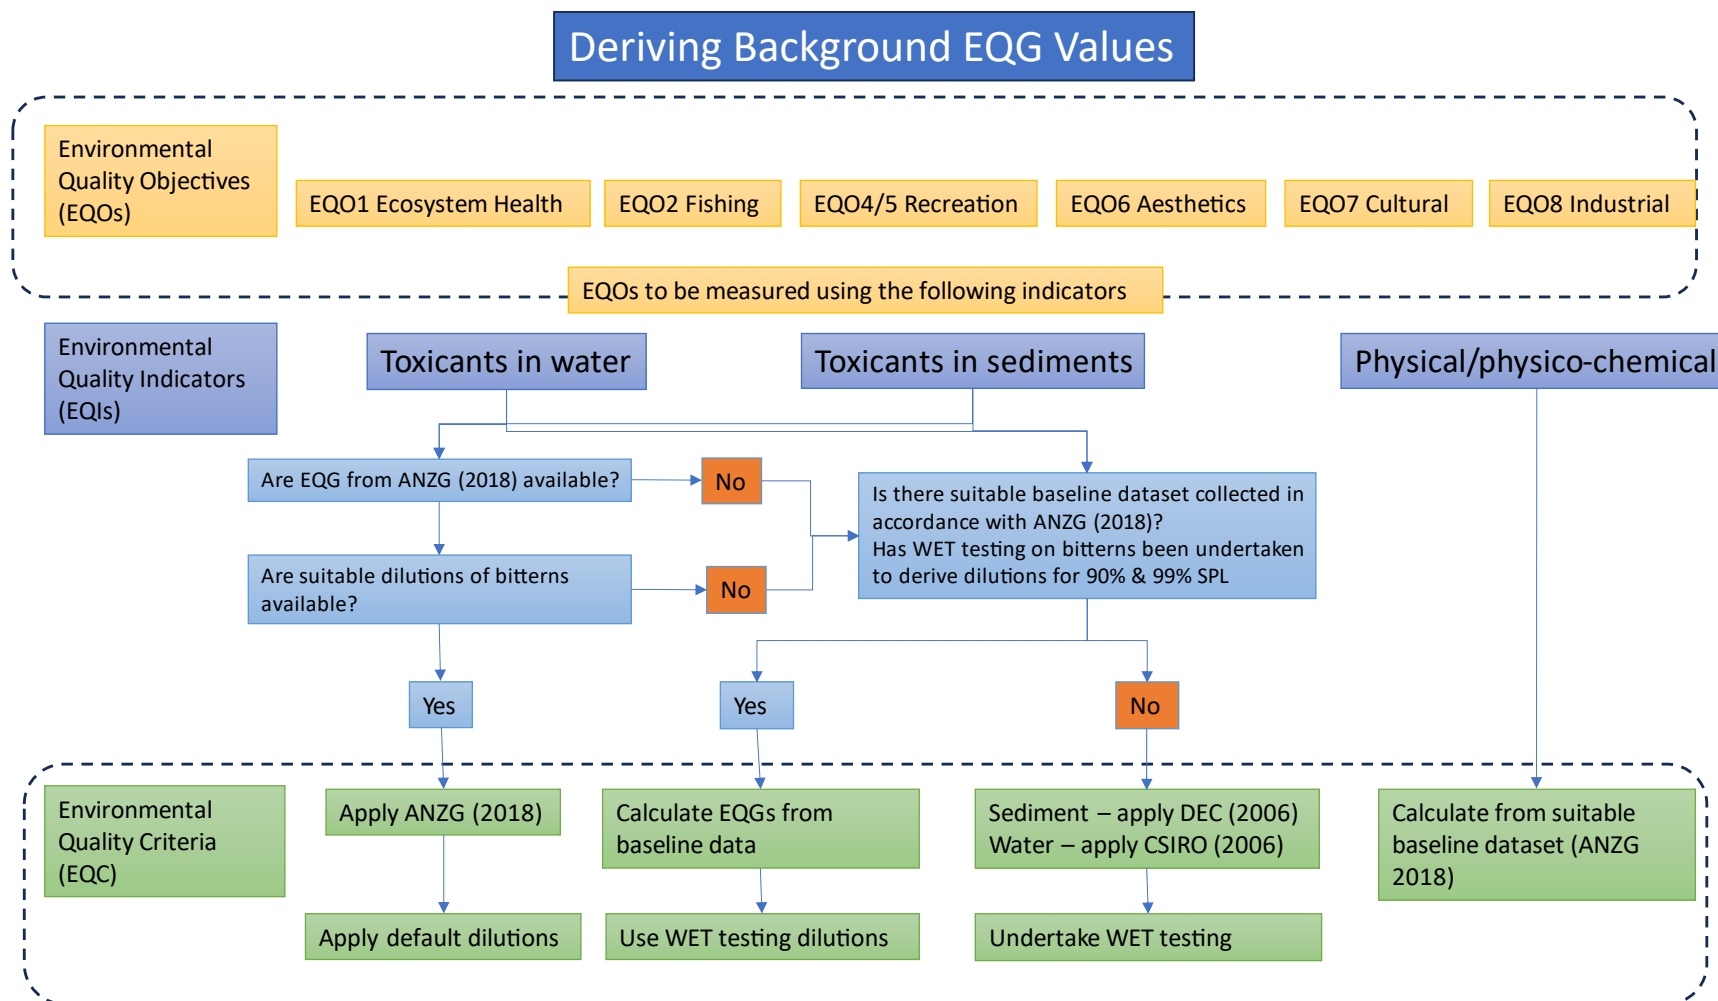 Deriving Background EQG Values
Environmental
Quality Objectives
(EQOs)
EQO1 Ecosystem Health
EQO2 Fishing
EQO4/5 Recreation
EQO6 Aesthetics
EQO7 Cultural
EQO8 Industrial
EQOs to be measured using the following indicators
Environmental
Quality Indicators
(EQIs)
Toxicants in water
Toxicants in sediments
Physical/physico-chemical
Are EQG from ANZG (2018) available?
No
Is there suitable baseline dataset collected in
accordance with ANZG (2018)?
Has WET testing on bitterns been undertaken
to derive dilutions for 90% & 99% SPL
Are suitable dilutions of bitterns
available?
No
Yes
Yes
No
Environmental
Quality Criteria
(EQC)
Apply ANZG (2018)
Calculate EQGs from
baseline data
Sediment – apply DEC (2006)
Water – apply CSIRO (2006)
Calculate from suitable
baseline dataset (ANZG
2018)
Apply default dilutions
Use WET testing dilutions
Undertake WET testing